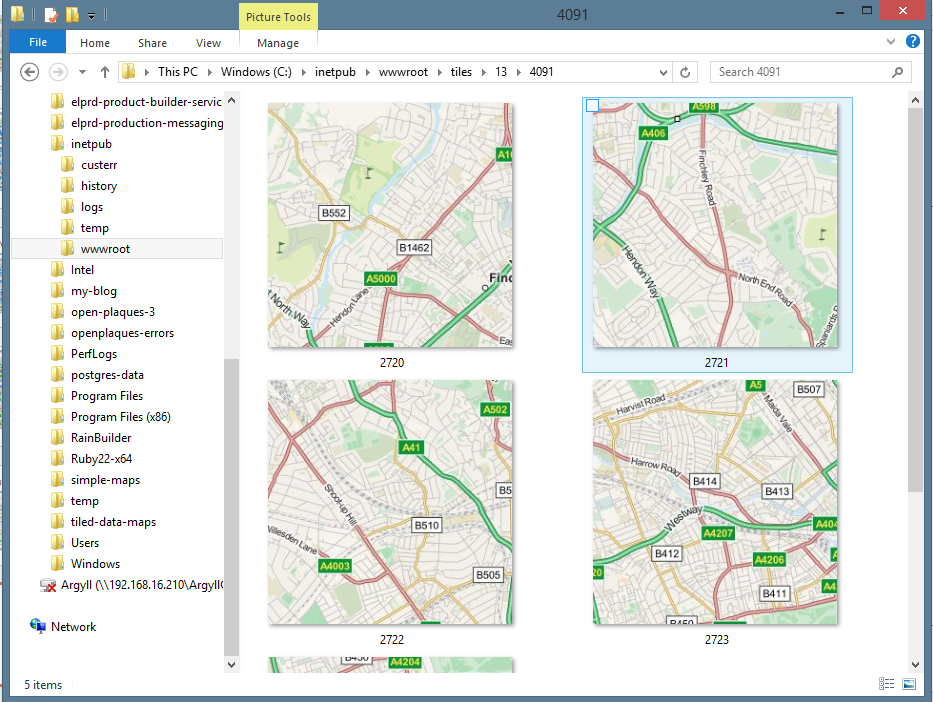 Picture Tools
4091
File
Home
Share
View
Manage
This PC
Windows (C:)
inetpub
wwwroot
tiles
13
4091
Search 4091
elprd-product-builder-servic
elprd-production-messaging
inetpub
custerr
history
logs
temp
wwwroot
Intel
my-blog
open-plaques-3
openplaques-errors
PerfLogs
postgres-data
Program Files
Program Files (x86)
RainBuilder
Ruby22-x64
simple-maps
temp
tiled-data-maps
Users
Windows
Argyll (\\192.168.16.210\Argyll
Network
A10
B552
B1462
A5000
Finc
Hendon Lane
t North Way
Eas
2720
A598
A406
Finchley Road
Hendon Way
North End Road
Spaniards
2721
A502
A41
Shoot-up Hill
B5
B510
Willesden Lane
A4003
B505
2722
A5
B507
Harvist Road
Maida Vale
Harrow Road
B414
B413
Westway
A404
A4207
B412
A4206
20
A4
B411
B450
2723
B450
A4204
5 items